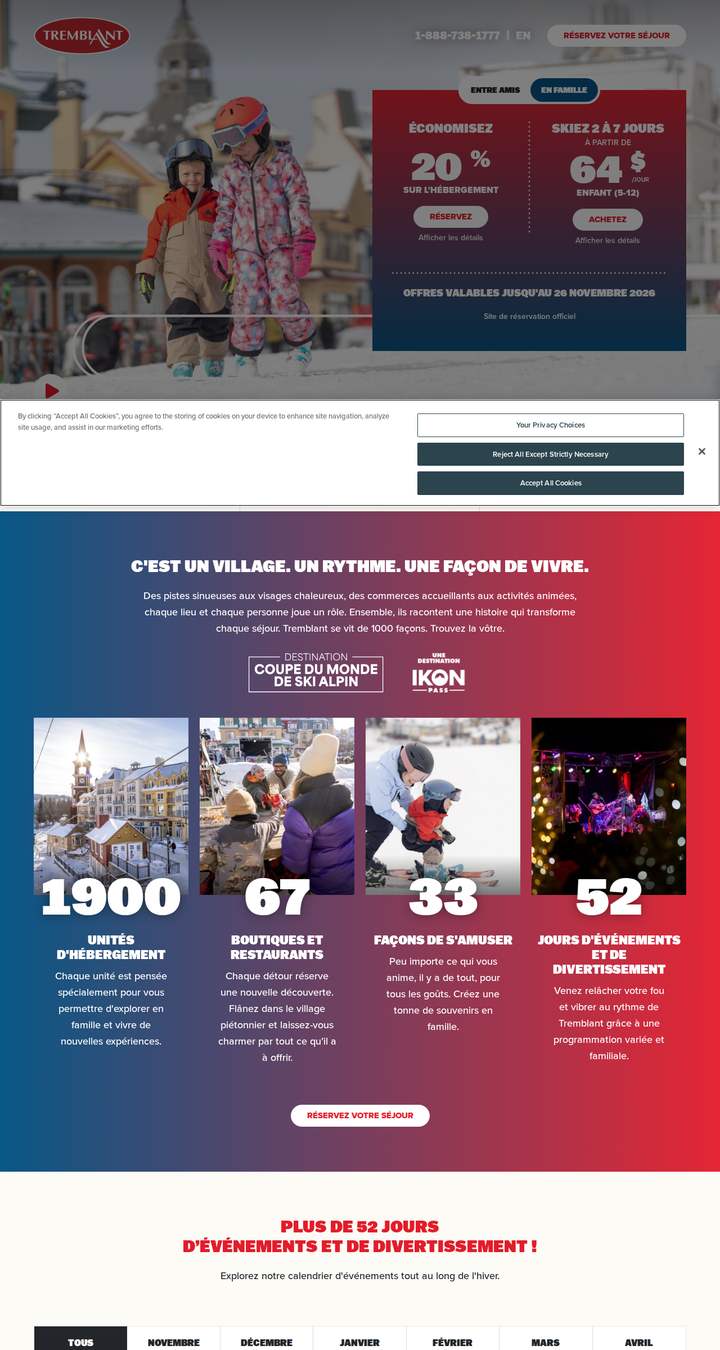 TREMBLANT
1-888-738-1777 | EN
RÉSERVEZ VOTRE SÉJOUR
ENTRE AMIS
EN FAMILLE
ÉCONOMISEZ
20 %
SUR L'HÉBERGEMENT
RÉSERVEZ
Afficher les détails
SKIEZ 2 À 7 JOURS
À PARTIR DE
64 $
/JOUR
ENFANT (5-12)
ACHETEZ
Afficher les détails
OFFRES VALABLES JUSQU'AU 26 NOVEMBRE 2026
Site de réservation officiel
By clicking “Accept All Cookies”, you agree to the storing of cookies on your device to enhance site navigation, analyze
site usage, and assist in our marketing efforts.
Your Privacy Choices
Reject All Except Strictly Necessary
Accept All Cookies
C'EST UN VILLAGE. UN RYTHME. UNE FAÇON DE VIVRE.
Des pistes sinueuses aux visages chaleureux, des commerces accueillants aux activités animées,
chaque lieu et chaque personne joue un rôle. Ensemble, ils racontent une histoire qui transforme
chaque séjour. Tremblant se vit de 1000 façons. Trouvez la vôtre.
DESTINATION
COUPE DU MONDE
DE SKI ALPIN
UNE
DESTINATION
IKON
PASS
1900
UNITÉS
D'HÉBERGEMENT
Chaque unité est pensée
spécialement pour vous
permettre d'explorer en
famille et vivre de
nouvelles expériences.
67
BOUTIQUES ET
RESTAURANTS
Chaque détour réserve
une nouvelle découverte.
Flânez dans le village
piétonnier et laissez-vous
charmer par tout ce qu'il a
à offrir.
33
FAÇONS DE S'AMUSER
Peu importe ce qui vous
anime, il y a de tout, pour
tous les goûts. Créez une
tonne de souvenirs en
famille.
52
JOURS D'ÉVÉNEMENTS
ET DE
DIVERTISSEMENT
Venez relâcher votre fou
et vibrer au rythme de
Tremblant grâce à une
programmation variée et
familiale.
RÉSERVEZ VOTRE SÉJOUR
PLUS DE 52 JOURS
D'ÉVÉNEMENTS ET DE DIVERTISSEMENT !
Explorez notre calendrier d'événements tout au long de l'hiver.
TOUS
NOVEMBRE
DÉCEMBRE
JANVIER
FÉVRIER
MARS
AVRIL